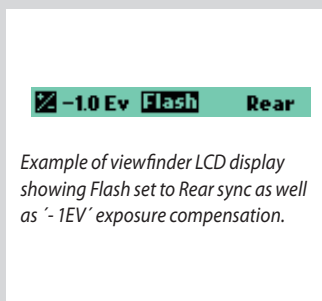 +/- –1.0 Ev Flash Rear
Example of viewfinder LCD display
showing Flash set to Rear sync as well
as ´- 1EV´ exposure compensation.